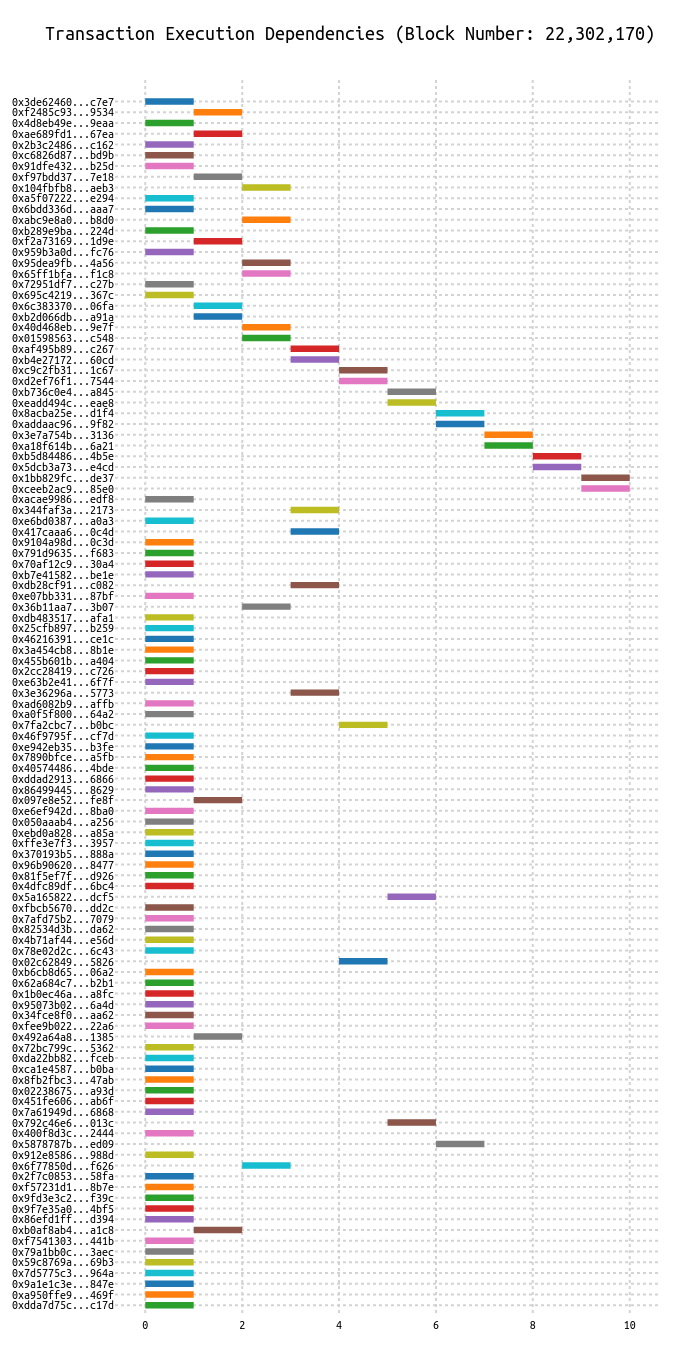 Transaction Execution Dependencies (Block Number: 22,302,170)
0x3de62460...c7e7
0xf2485c93...9534
0x4d8eb49e...9eaa
0xae689fd1...67ea
0x2b3c2486...c162
0xc6826d87...bd9b
0x91dfe432...b25d
0xf97bdd37...7e18
0x104fbfb8...aeb3
0xa5f07222...e294
0x6bdd336d...aaa7
0xabc9e8a0...b8d0
0xb289e9ba...224d
0xf2a73169...1d9e
0x959b3a0d...fc76
0x95dea9fb...4a56
0x65ff1bfa...f1c8
0x72951df7...c27b
0x695c4219...367c
0x6c383370...06fa
0xb2d066db...a91a
0x40d468eb...9e7f
0x01598563...c548
0xaf495b89...c267
0xb4e27172...60cd
0xc9c2fb31...1c67
0xd2ef76f1...7544
0xb736c0e4...a845
0xeadd494c...eae8
0x8acba25e...d1f4
0xaddaac96...9f82
0x3e7a754b...3136
0xa18f614b...6a21
0xb5d84486...4b5e
0x5dcb3a73...e4cd
0x1bb829fc...de37
0xceeb2ac9...85e0
0xacae9986...edf8
0x344faf3a...2173
0xe6bd0387...a0a3
0x417caaa6...0c4d
0x9104a98d...0c3d
0x791d9635...f683
0x70af12c9...30a4
0xb7e41582...be1e
0xdb28cf91...c082
0xe07bb331...87bf
0x36b11aa7...3b07
0xdb483517...afa1
0x25cfb897...b259
0x46216391...ce1c
0x3a454cb8...8b1e
0x455b601b...a404
0x2cc28419...c726
0xe63b2e41...6f7f
0x3e36296a...5773
0xad6082b9...affb
0xa0f5f800...64a2
0x7fa2cbc7...b0bc
0x46f9795f...cf7d
0xe942eb35...b3fe
0x7890bfce...a5fb
0x40574486...4bde
0xddad2913...6866
0x86499445...8629
0x097e8e52...fe8f
0xe6ef942d...8ba0
0x050aaab4...a256
0xebd0a828...a85a
0xffe3e7f3...3957
0x370193b5...888a
0x96b90620...8477
0x81f5ef7f...d926
0x4dfc89df...6bc4
0x5a165822...dcf5
0xfbcb5670...dd2c
0x7afd75b2...7079
0x82534d3b...da62
0x4b71af44...e56d
0x78e02d2c...6c43
0x02c62849...5826
0xb6cb8d65...06a2
0x62a684c7...b2b1
0x1b0ec46a...a8fc
0x95073b02...6a4d
0x34fce8f0...aa62
0xfee9b022...22a6
0x492a64a8...1385
0x72bc799c...5362
0xda22bb82...fceb
0xca1e4587...b0ba
0x8fb2fbc3...47ab
0x02238675...a93d
0x451fe606...ab6f
0x7a61949d...6868
0x792c46e6...013c
0x400f8d3c...2444
0x5878787b...ed09
0x912e8586...988d
0x6f77850d...f626
0x2f7c0853...58fa
0xf57231d1...8b7e
0x9fd3e3c2...f39c
0x9f7e35a0...4bf5
0x86efd1ff...d394
0xb0af8ab4...a1c8
0xf7541303...441b
0x79a1bb0c...3aec
0x59c8769a...69b3
0x7d5775c3...964a
0x9a1e1c3e...847e
0xa950ffe9...469f
0xdda7d75c...c17d
0 2 4 6 8 10